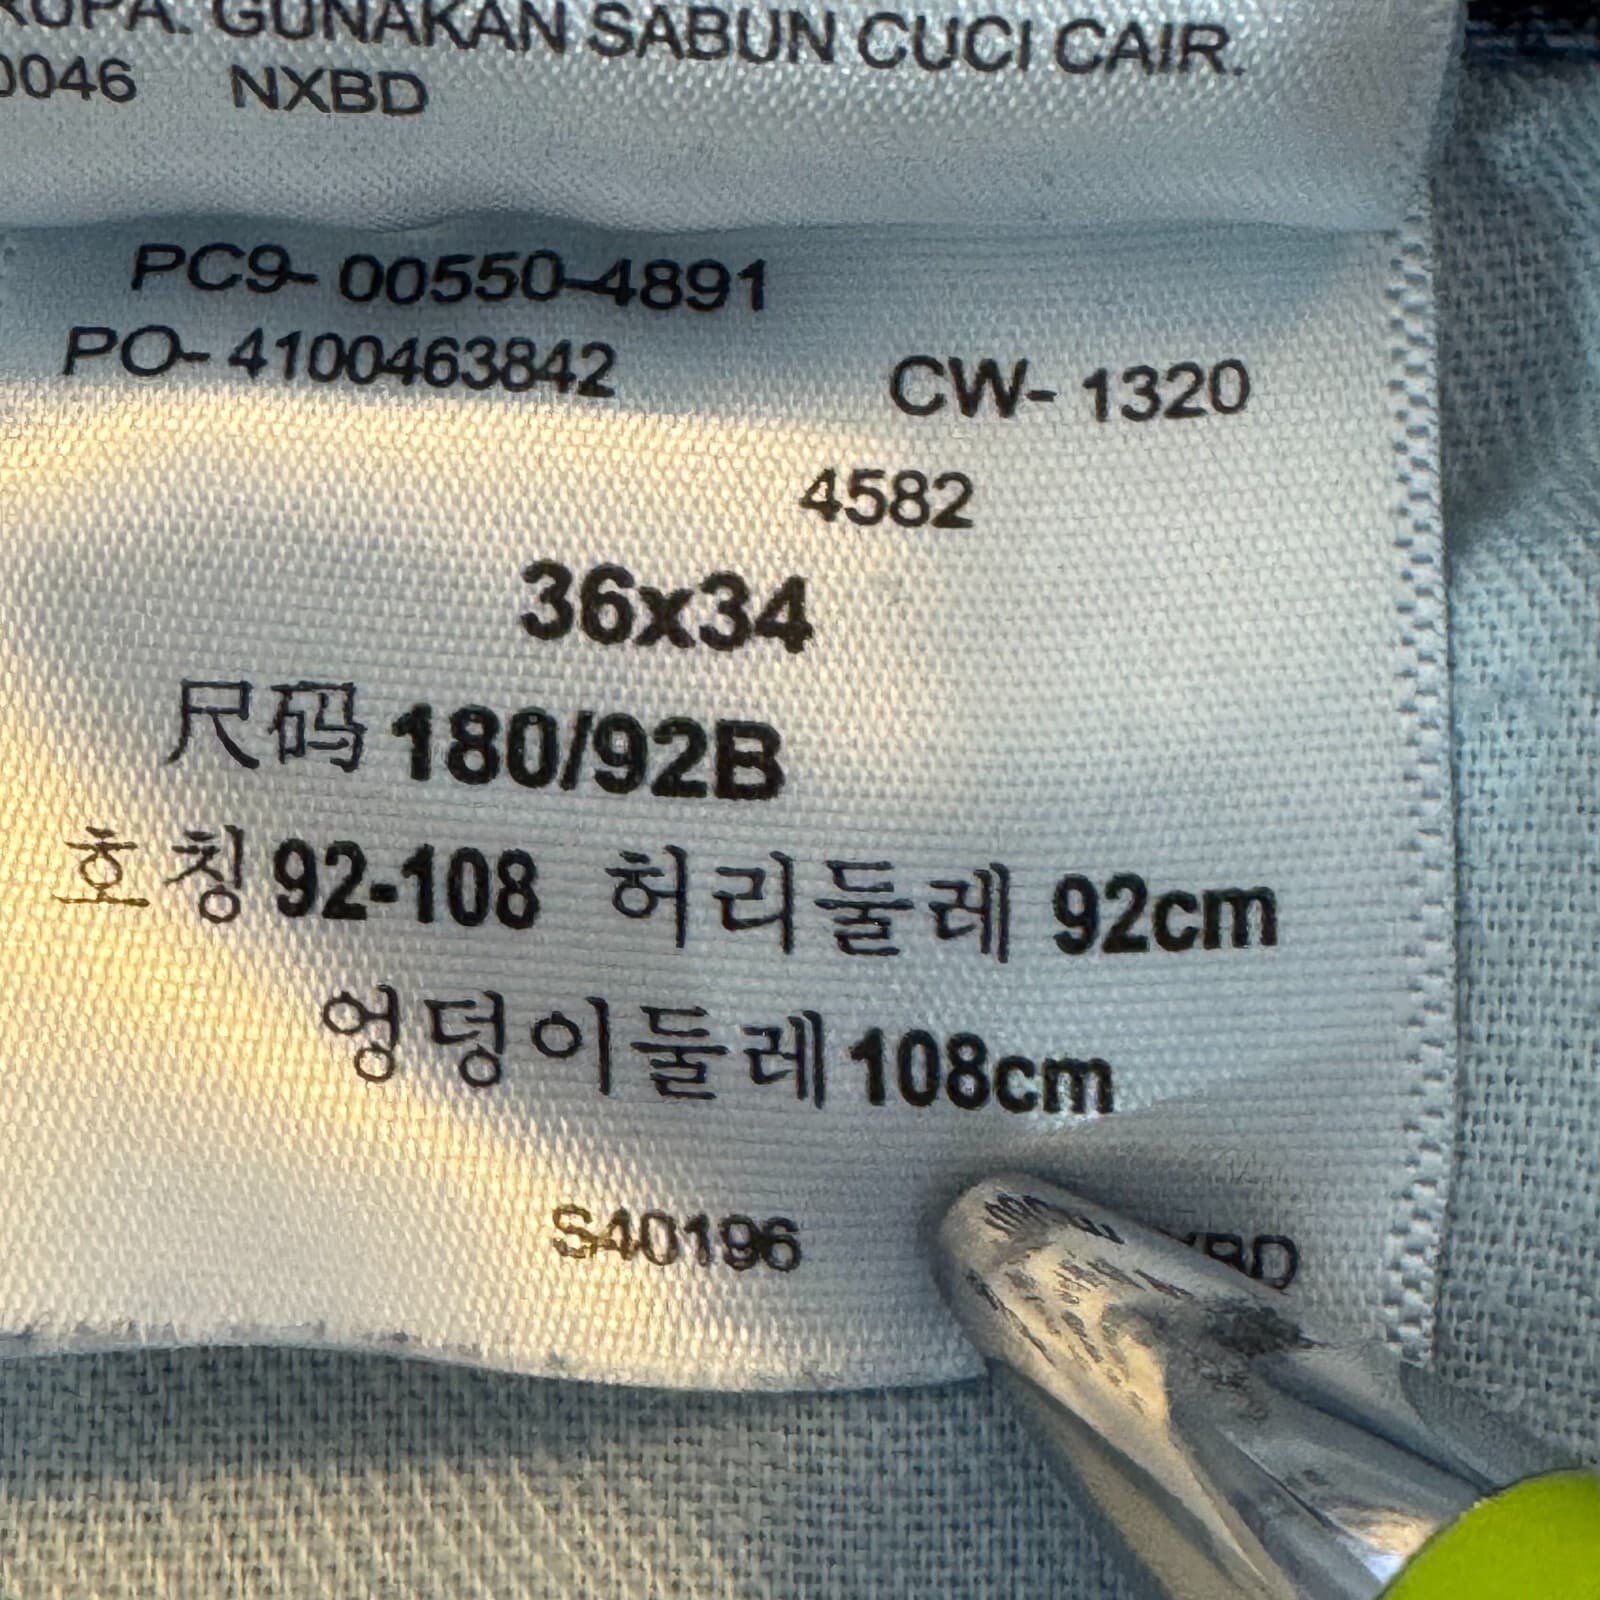 GUNAKAN SABUN CUCI CAIR.
0046 NXBD
PC9- 00550-4891
PO- 4100463842 CW- 1320
4582
36x34
尺码 180/92B
호칭 92-108 허리둘레 92cm
엉덩이둘레 108cm
S40196